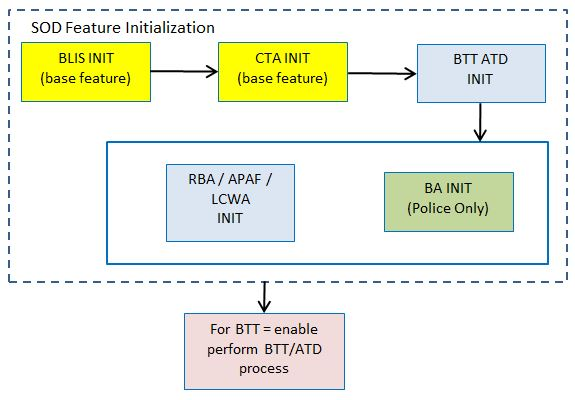 SOD Feature Initialization
BLIS INIT
(base feature)
CTA INIT
(base feature)
BTT ATD
INIT
RBA / APAF /
LCWA
INIT
BA INIT
(Police Only)
For BTT = enable
perform BTT/ATD
process